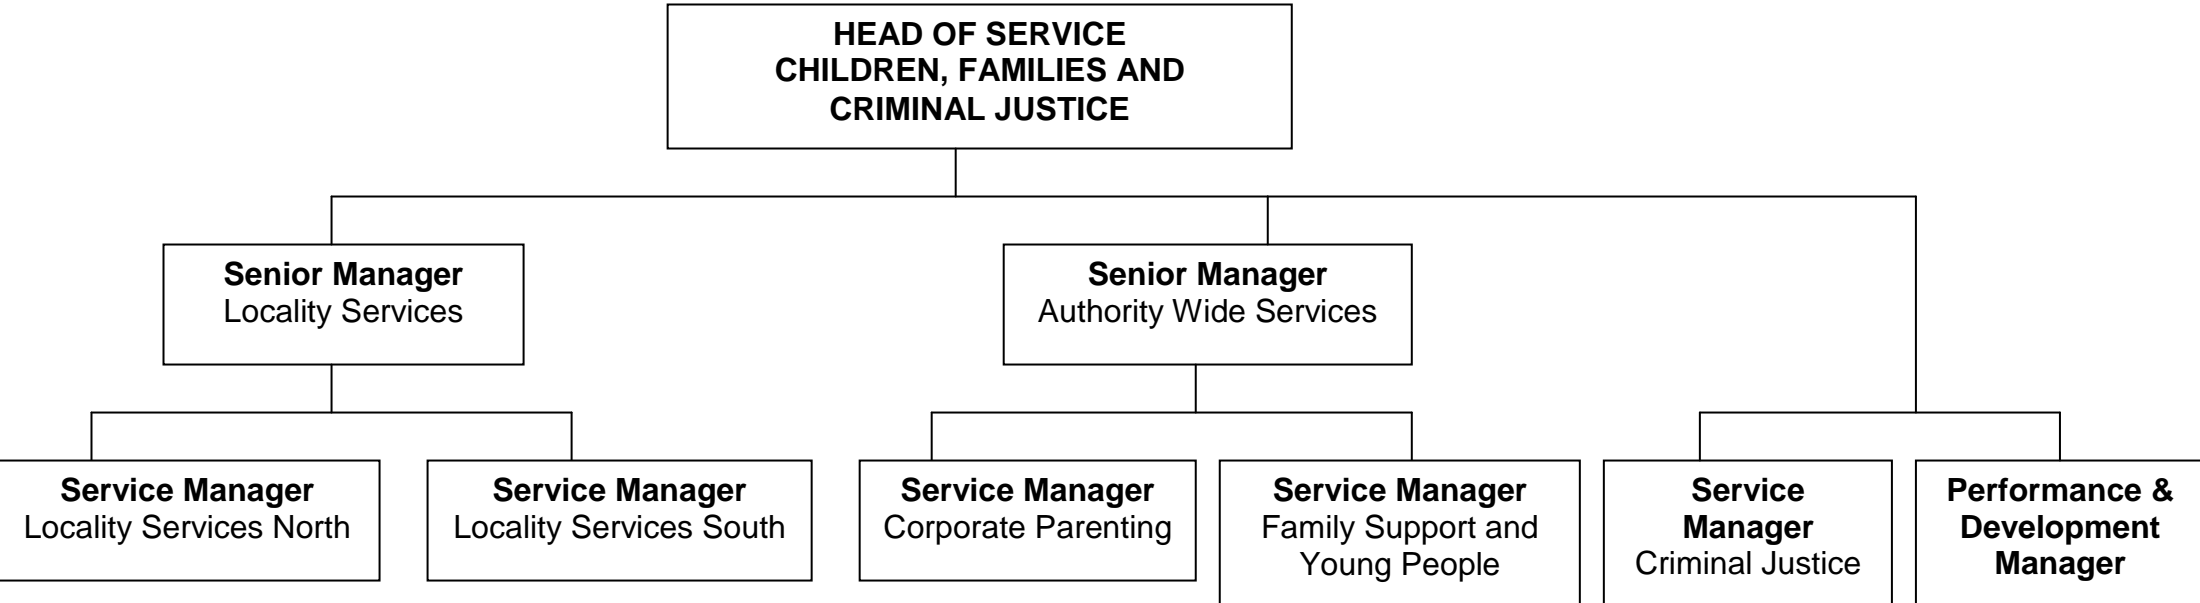 HEAD OF SERVICE
CHILDREN, FAMILIES AND
CRIMINAL JUSTICE
Senior Manager
Locality Services
Senior Manager
Authority Wide Services
Service Manager
Locality Services North
Service Manager
Locality Services South
Service Manager
Corporate Parenting
Service Manager
Family Support and
Young People
Service
Manager
Criminal Justice
Performance &
Development
Manager